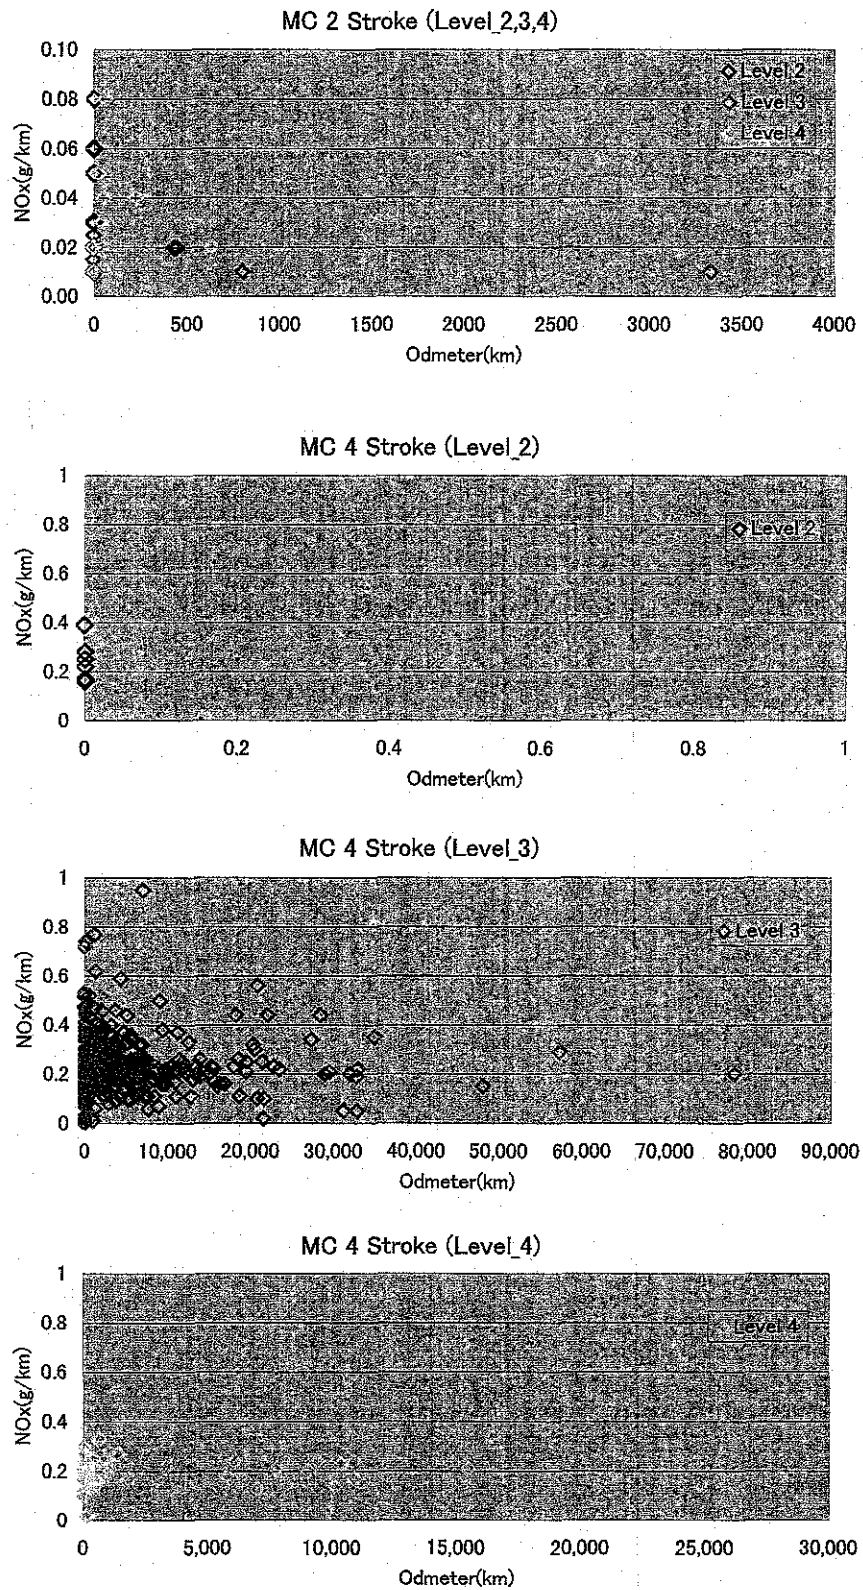 MC 2 Stroke (Level_2,3,4)
0.10
0.08
0.06
0.04
0.02
0.00
NOx(g/km)
Level 2
Level 3
Level 4
0 500 1000 1500 2000 2500 3000 3500 4000
Odmeter(km)
MC 4 Stroke (Level_2)
1
0.8
0.6
0.4
0.2
0
NOx(g/km)
Level 2
0 0.2 0.4 0.6 0.8 1
Odmeter(km)
MC 4 Stroke (Level_3)
1
0.8
0.6
0.4
0.2
0
NOx(g/km)
Level 3
0 10,000 20,000 30,000 40,000 50,000 60,000 70,000 80,000 90,000
Odmeter(km)
MC 4 Stroke (Level_4)
1
0.8
0.6
0.4
0.2
0
NOx(g/km)
Level 4
0 5,000 10,000 15,000 20,000 25,000 30,000
Odmeter(km)